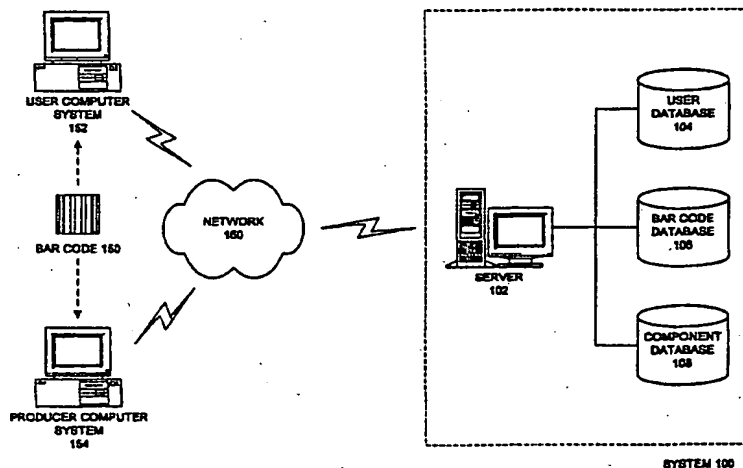 USER COMPUTER
SYSTEM
152
BAR CODE 150
PRODUCER COMPUTER
SYSTEM
154
NETWORK
160
SERVER
102
USER
DATABASE
104
BAR CODE
DATABASE
106
COMPONENT
DATABASE
108
SYSTEM 100